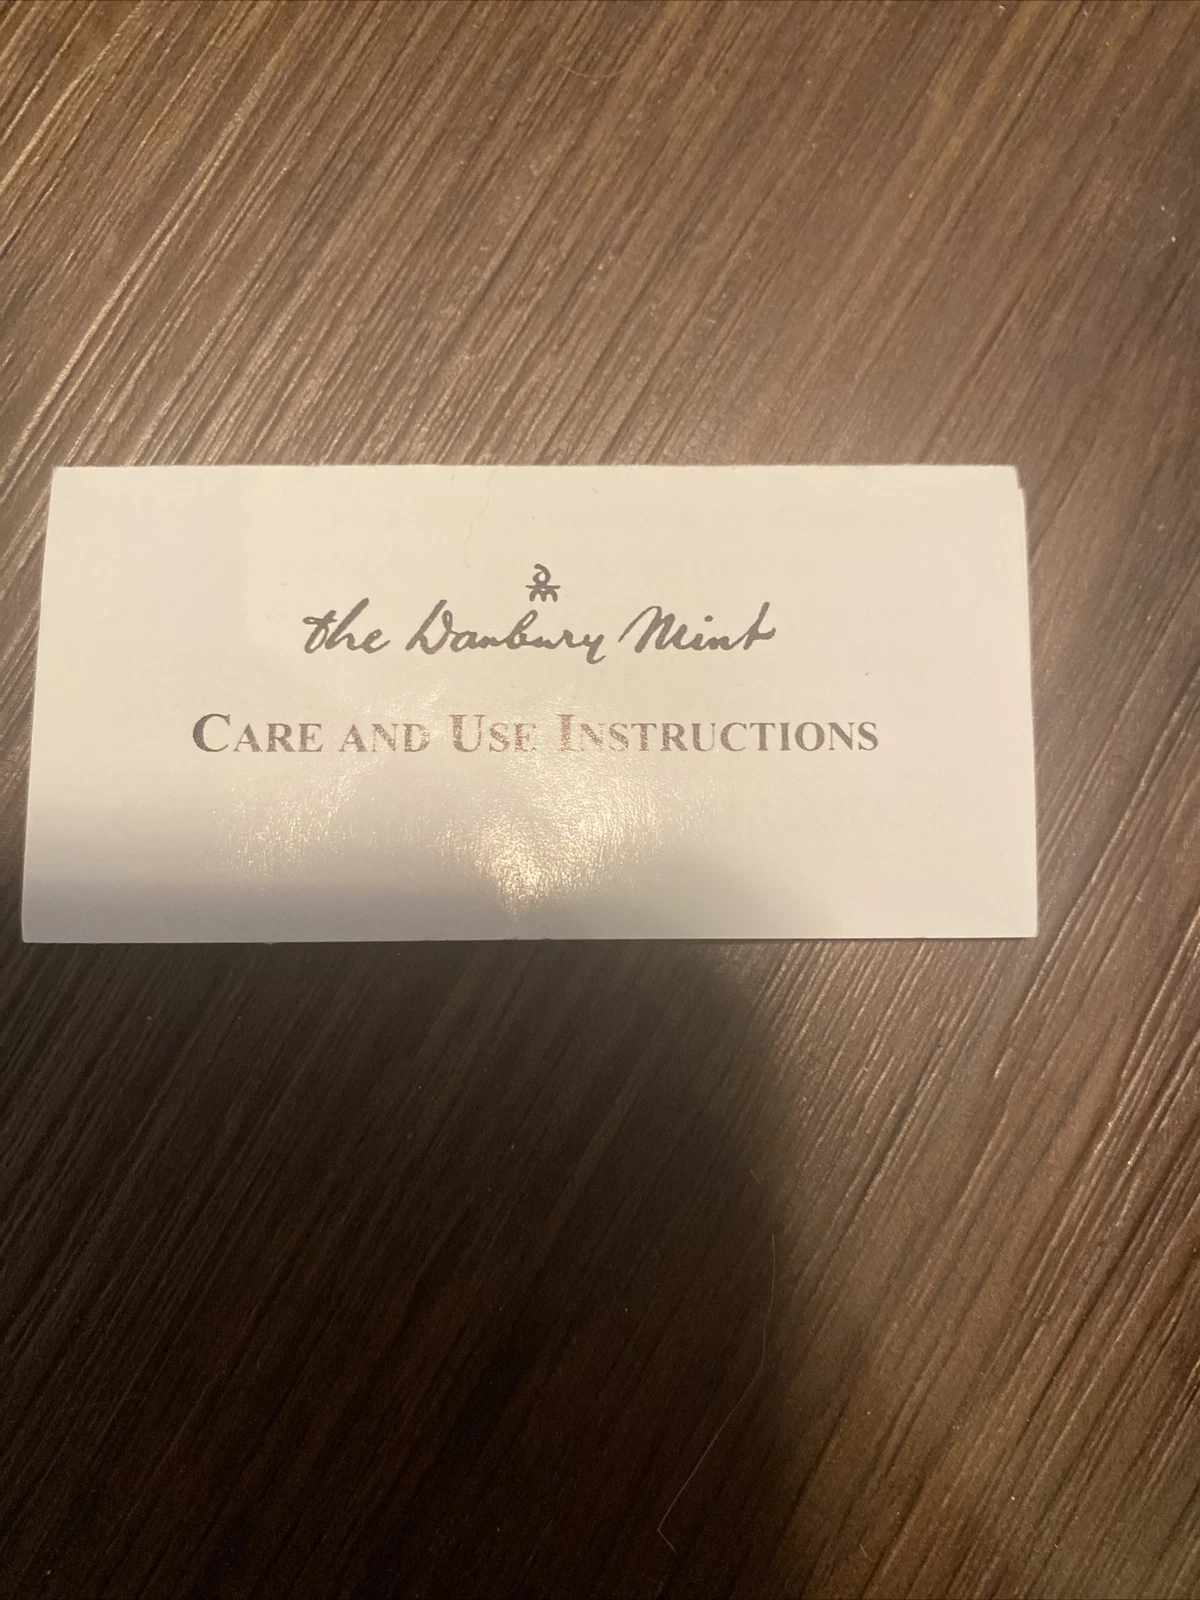 the Danbury Mint
CARE AND USE INSTRUCTIONS